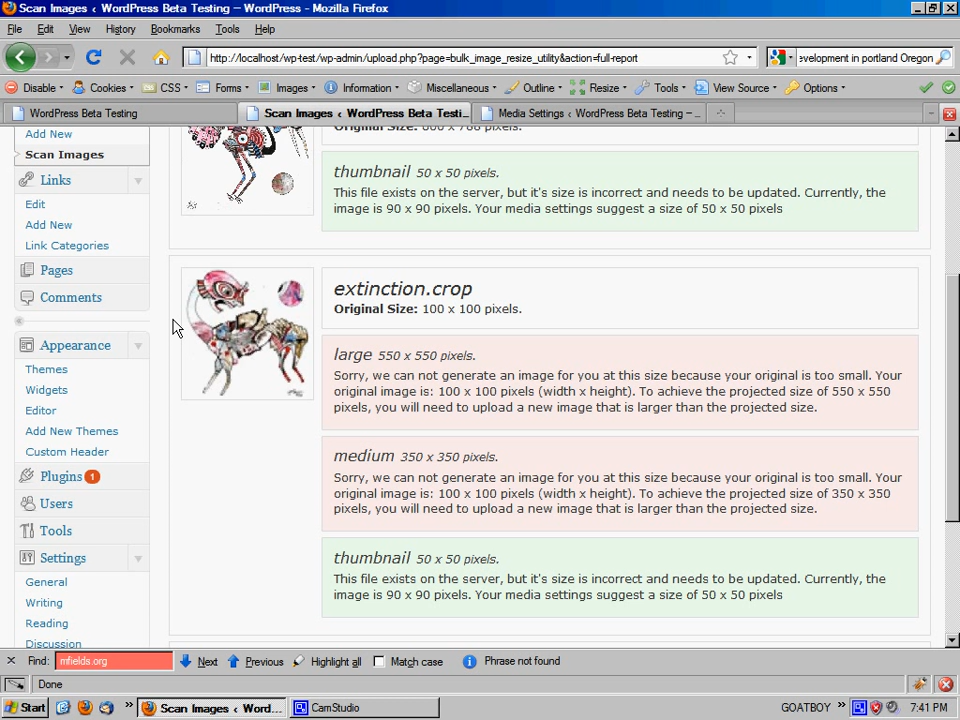 Scan Images ‹ WordPress Beta Testing — WordPress - Mozilla Firefox
File Edit View History Bookmarks Tools Help
http://localhost/wp-test/wp-admin/upload.php?page=bulk_image_resize_utility&action=full-report
evelopment in portland Oregon
Disable Cookies CSS Forms Images Information Miscellaneous Outline Resize Tools View Source Options
WordPress Beta Testing
Scan Images ‹ WordPress Beta Testi...
Media Settings ‹ WordPress Beta Testing — ...
Add New
Scan Images
Links
Edit
Add New
Link Categories
Pages
Comments
Appearance
Themes
Widgets
Editor
Add New Themes
Custom Header
Plugins 1
Users
Tools
Settings
General
Writing
Reading
Discussion
Original Size:
thumbnail 50 x 50 pixels.
This file exists on the server, but it's size is incorrect and needs to be updated. Currently, the
image is 90 x 90 pixels. Your media settings suggest a size of 50 x 50 pixels
extinction.crop
Original Size: 100 x 100 pixels.
large 550 x 550 pixels.
Sorry, we can not generate an image for you at this size because your original is too small. Your
original image is: 100 x 100 pixels (width x height). To achieve the projected size of 550 x 550
pixels, you will need to upload a new image that is larger than the projected size.
medium 350 x 350 pixels.
Sorry, we can not generate an image for you at this size because your original is too small. Your
original image is: 100 x 100 pixels (width x height). To achieve the projected size of 350 x 350
pixels, you will need to upload a new image that is larger than the projected size.
thumbnail 50 x 50 pixels.
This file exists on the server, but it's size is incorrect and needs to be updated. Currently, the
image is 90 x 90 pixels. Your media settings suggest a size of 50 x 50 pixels
Find: mfields.org Next Previous Highlight all Match case Phrase not found
Done
Start Scan Images ‹ Word... CamStudio GOATBOY 7:41 PM